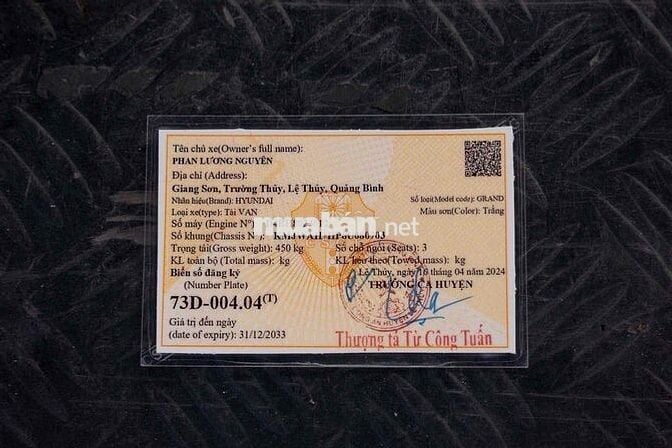 Tên chủ xe(Owner's full name):
PHAN LƯƠNG NGUYÊN
Địa chỉ (Address):
Giang Sơn, Trường Thủy, Lệ Thủy, Quảng Bình
Nhãn hiệu(Brand): HYUNDAI
Số loại(Model code): GRAND
Loại xe(type): Tải VAN
Màu sơn(Color): Trắng
Số máy (Engine N°)
Số khung(Chassis N°)
muaban.net
Trọng tải(Gross weight): 450 kg
Số chỗ ngồi(Seats): 3
KL toàn bộ (Total mass): kg
KL kéo theo(Towed mass): kg
Biển số đăng ký
Lệ Thủy, ngày 16 tháng 04 năm 2024
(Number Plate)
TRƯỞNG CA HUYỆN
73D-004.04(T)
Giá trị đến ngày
(date of expiry): 31/12/2033
Thượng tá Từ Công Tuấn